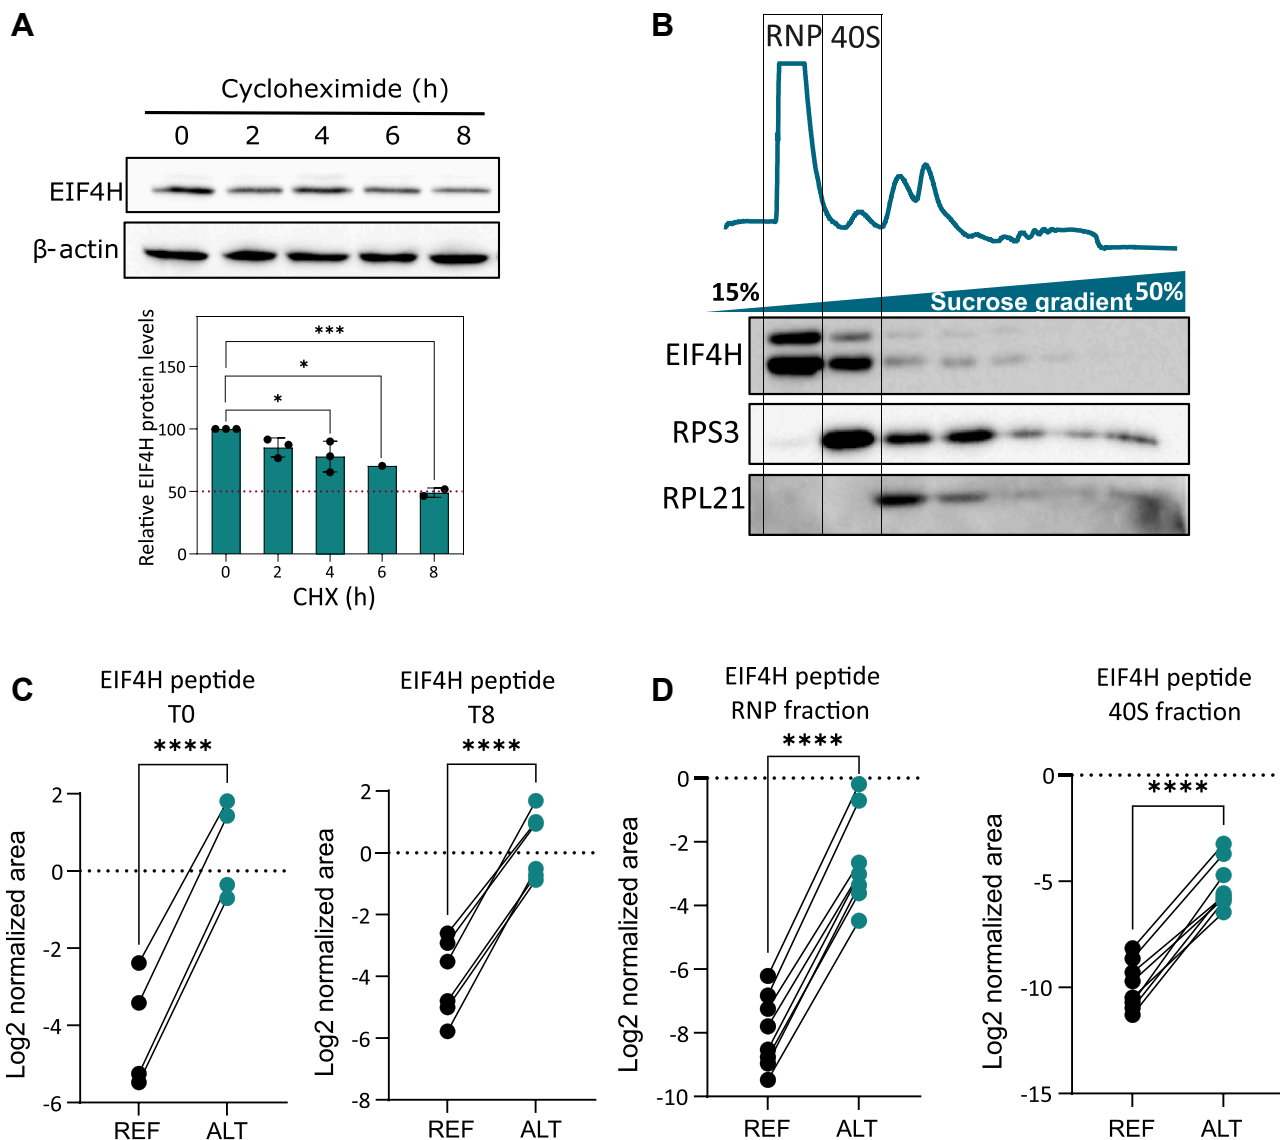 A
Cycloheximide (h)
0 2 4 6 8
EIF4H
β-actin
Relative EIF4H protein levels
150
100
50
0
***
*
*
0 2 4 6 8
CHX (h)
B
RNP 40S
15% Sucrose gradient 50%
EIF4H
RPS3
RPL21
C
EIF4H peptide
T0
****
Log2 normalized area
2
0
-2
-4
-6
REF ALT
EIF4H peptide
T8
****
Log2 normalized area
2
0
-2
-4
-6
-8
REF ALT
D
EIF4H peptide
RNP fraction
****
Log2 normalized area
0
-2
-4
-6
-8
-10
REF ALT
EIF4H peptide
40S fraction
****
Log2 normalized area
0
-5
-10
-15
REF ALT